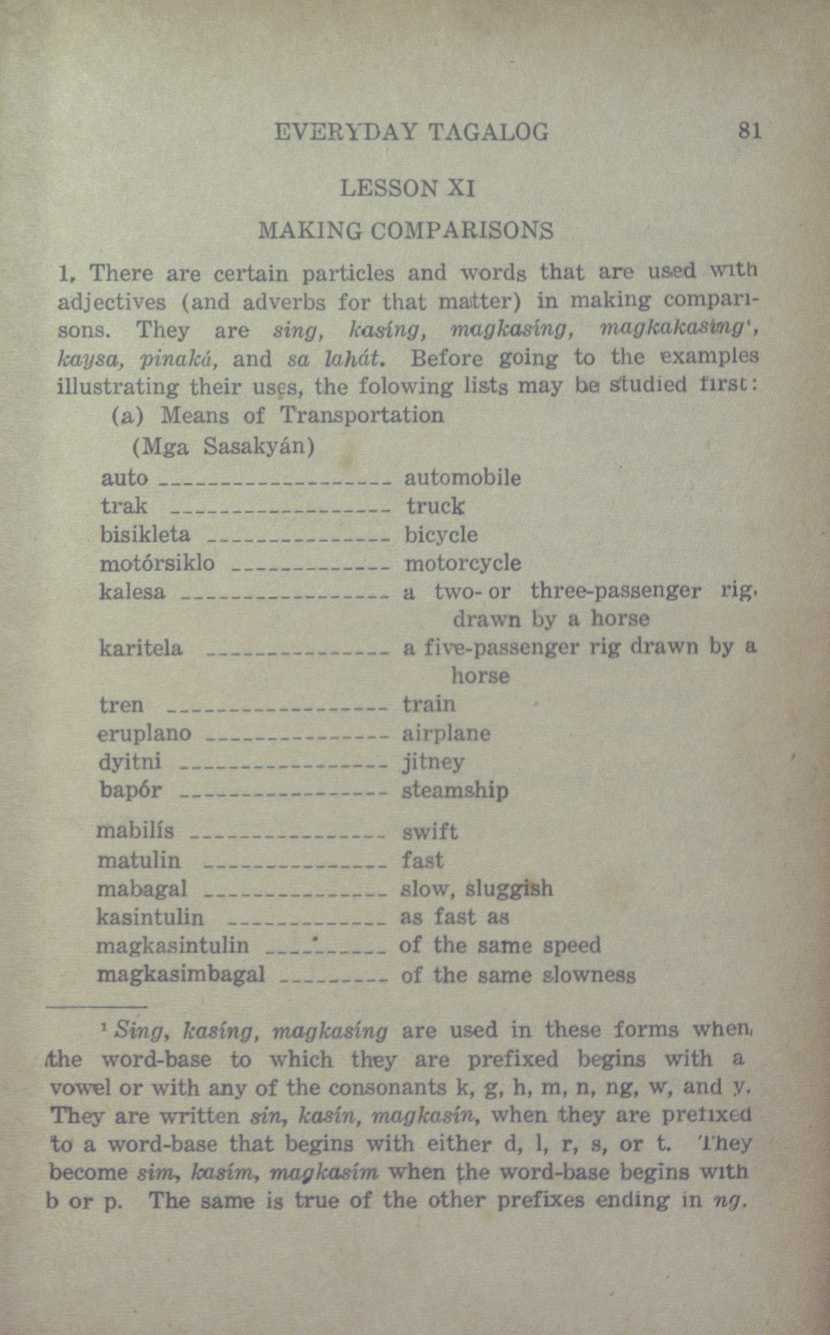 EVERYDAY TAGALOG 81
LESSON XI
MAKING COMPARISONS
1. There are certain particles and words that are used with
adjectives (and adverbs for that matter) in making compari-
sons. They are sing, kasíng, magkasíng, magkakasing¹,
kaysa, pinaká, and sa lahát. Before going to the examples
illustrating their uses, the folowing lists may be studied first:
(a) Means of Transportation
(Mga Sasakyán)
auto ------------------- automobile
trak ------------------ truck
bisikleta --------------- bicycle
motórsiklo ------------- motorcycle
kalesa ----------------- a two- or three-passenger rig,
drawn by a horse
karitela --------------- a five-passenger rig drawn by a
horse
tren ------------------ train
eruplano --------------- airplane
dyitni ----------------- jitney
bapór ----------------- steamship
mabilís ---------------- swift
matulin --------------- fast
mabagal --------------- slow, sluggish
kasintulin ------------- as fast as
magkasintulin ---------- of the same speed
magkasimbagal --------- of the same slowness
¹ Sing, kasíng, magkasíng are used in these forms when,
the word-base to which they are prefixed begins with a
vowel or with any of the consonants k, g, h, m, n, ng, w, and y.
They are written sin, kasín, magkasín, when they are prefixed
to a word-base that begins with either d, l, r, s, or t. They
become sim, kasím, magkasím when the word-base begins with
b or p. The same is true of the other prefixes ending in ng.